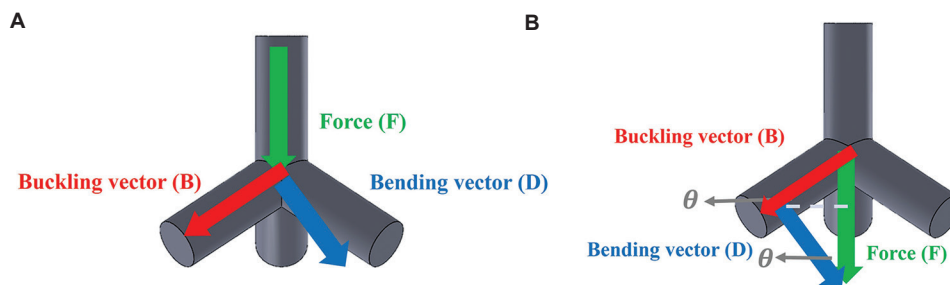 A
Force (F)
Buckling vector (B)
Bending vector (D)
B
Buckling vector (B)
θ
Bending vector (D)
θ
Force (F)